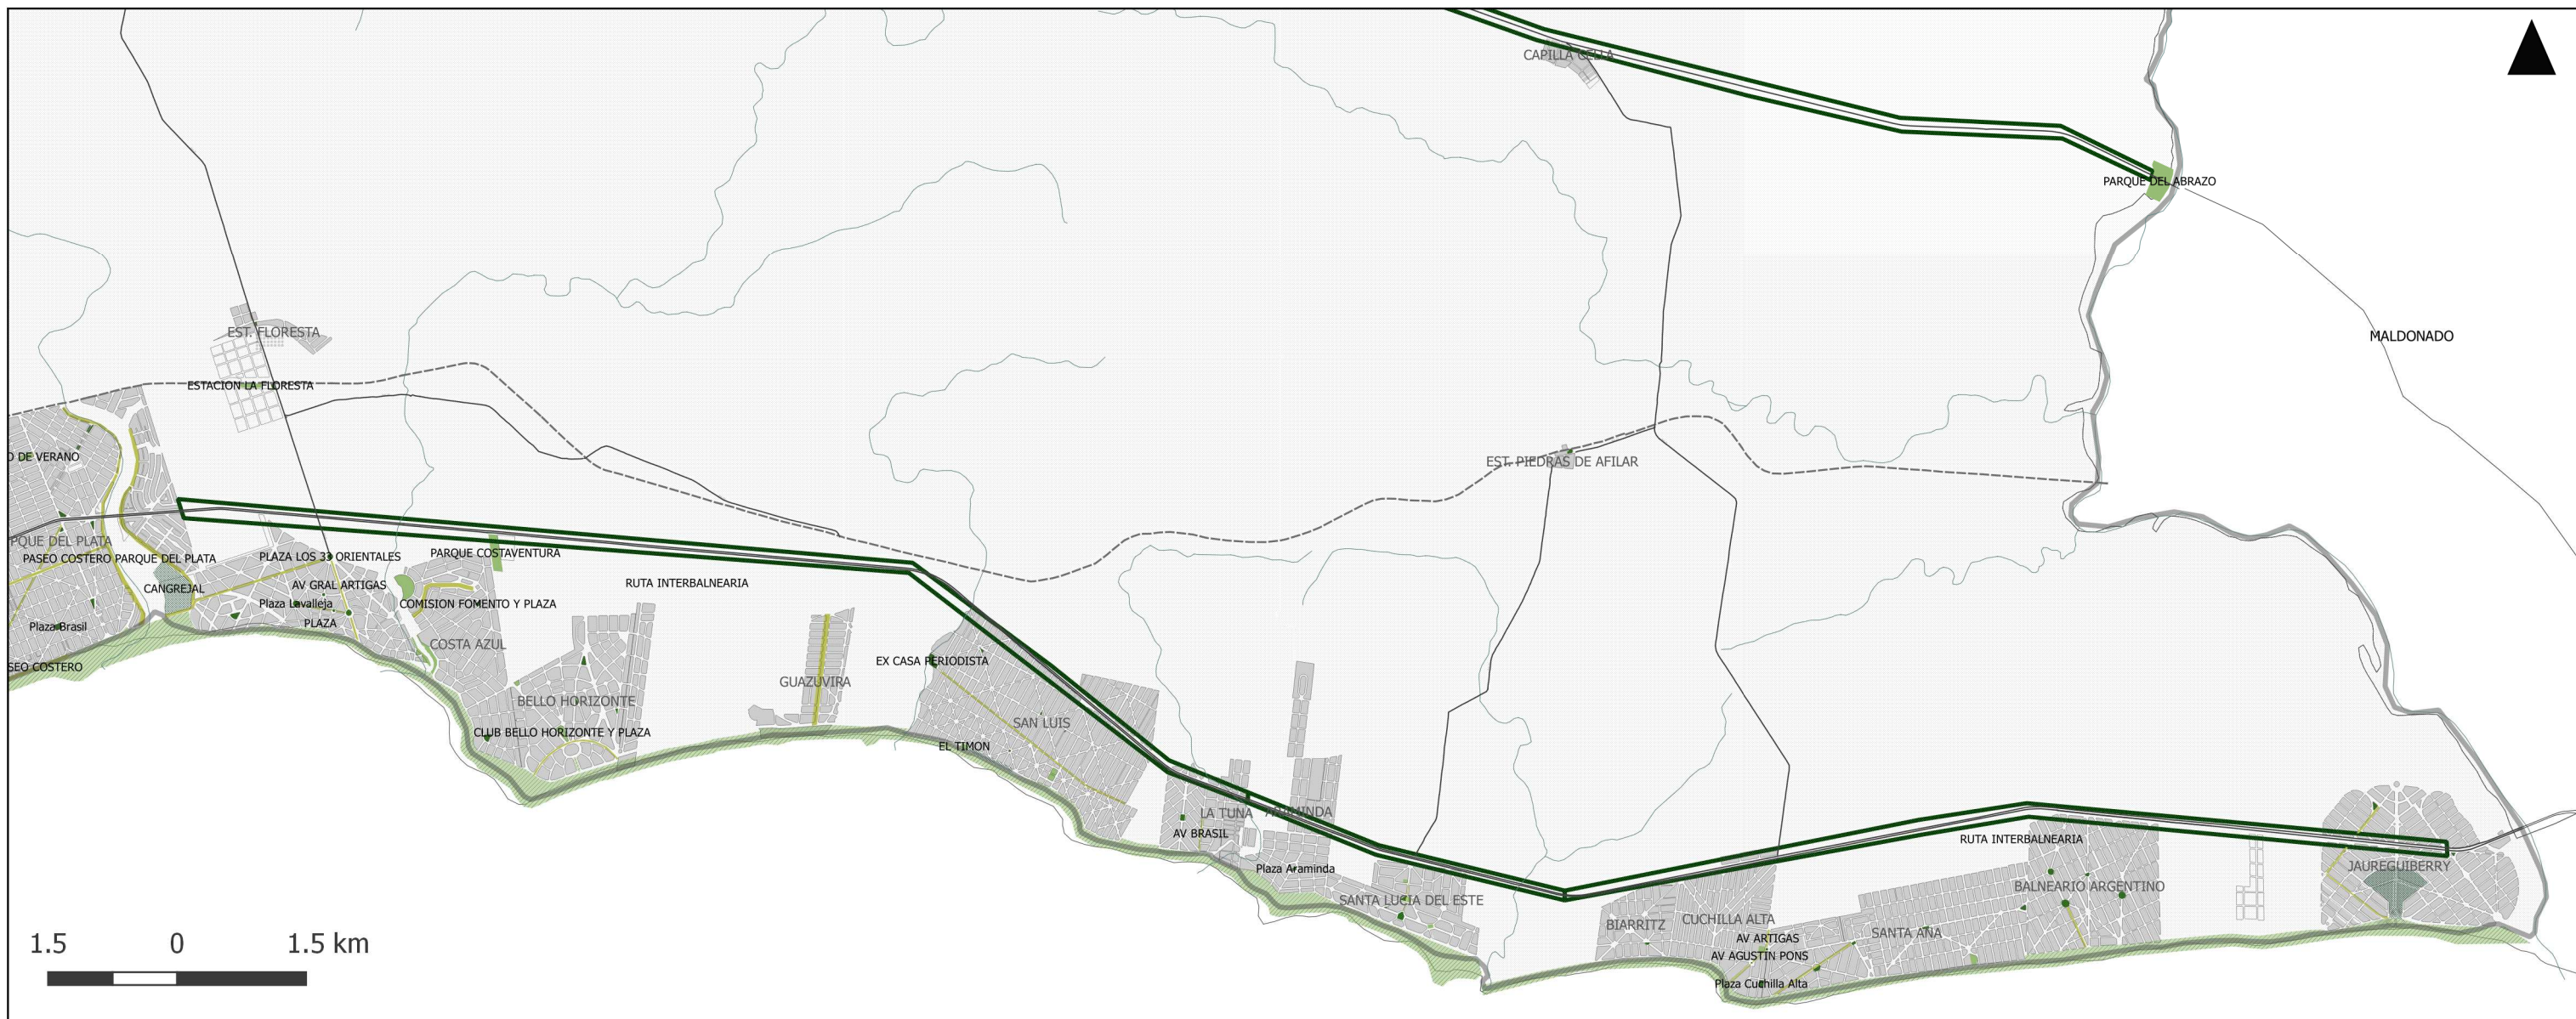 CAPILLA CELLA
PARQUE DEL ABRAZO
MALDONADO
EST. FLORESTA
ESTACION LA FLORESTA
O DE VERANO
EST. PIEDRAS DE AFILAR
PQUE DEL PLATA
PASEO COSTERO PARQUE DEL PLATA
PLAZA LOS 33 ORIENTALES
PARQUE COSTAVENTURA
CANGREJAL
AV GRAL ARTIGAS
RUTA INTERBALNEARIA
Plaza Lavalleja
COMISION FOMENTO Y PLAZA
Plaza Brasil
PLAZA
COSTA AZUL
SEO COSTERO
EX CASA PERIODISTA
GUAZUVIRA
BELLO HORIZONTE
SAN LUIS
CLUB BELLO HORIZONTE Y PLAZA
EL TIMON
LA TUNA
ARAMINDA
AV BRASIL
RUTA INTERBALNEARIA
Plaza Araminda
JAUREGUIBERRY
BALNEARIO ARGENTINO
SANTA LUCIA DEL ESTE
CUCHILLA ALTA
BIARRITZ
SANTA ANA
AV ARTIGAS
AV AGUSTIN PONS
Plaza Cuchilla Alta
1.5 0 1.5 km